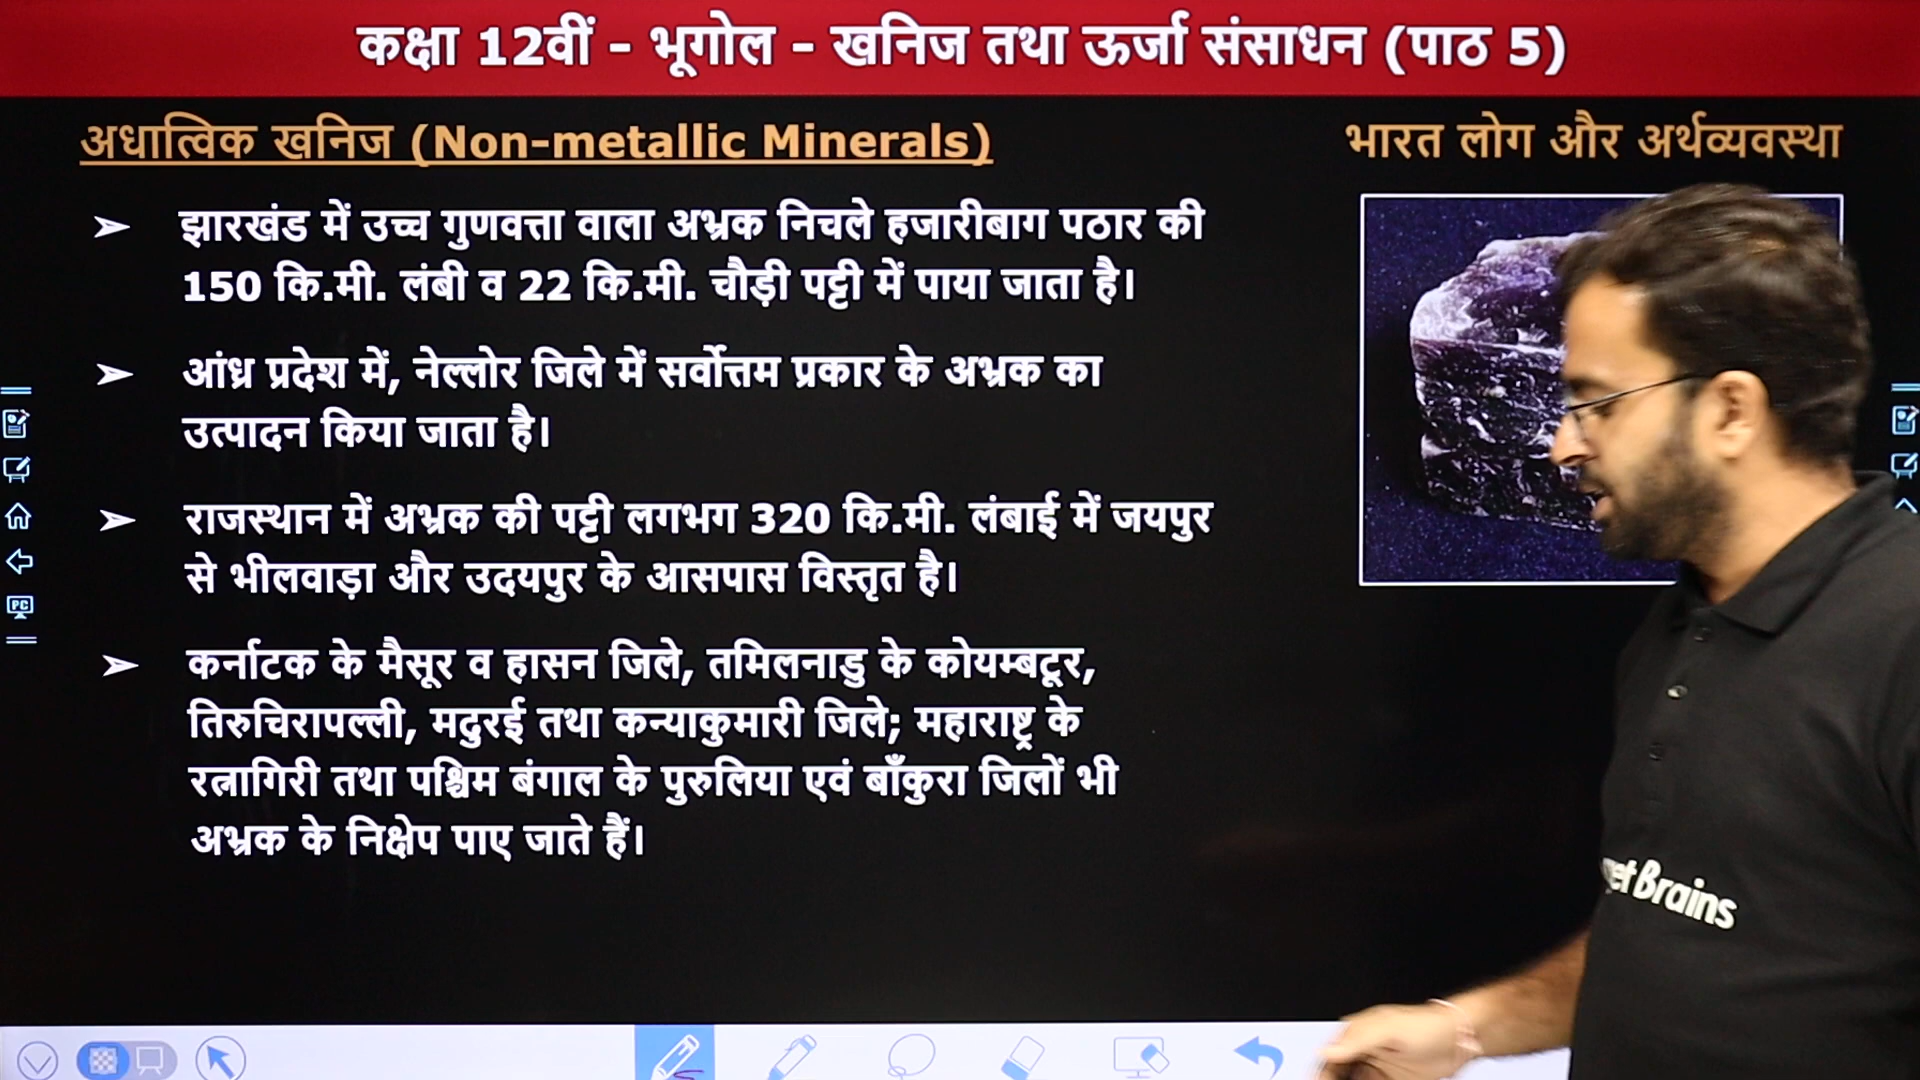 कक्षा 12वीं - भूगोल - खनिज तथा ऊर्जा संसाधन (पाठ 5)
अधात्विक खनिज (Non-metallic Minerals)
भारत लोग और अर्थव्यवस्था
➢ झारखंड में उच्च गुणवत्ता वाला अभ्रक निचले हजारीबाग पठार की
150 कि.मी. लंबी व 22 कि.मी. चौड़ी पट्टी में पाया जाता है।
➢ आंध्र प्रदेश में, नेल्लोर जिले में सर्वोत्तम प्रकार के अभ्रक का
उत्पादन किया जाता है।
➢ राजस्थान में अभ्रक की पट्टी लगभग 320 कि.मी. लंबाई में जयपुर
से भीलवाड़ा और उदयपुर के आसपास विस्तृत है।
➢ कर्नाटक के मैसूर व हासन जिले, तमिलनाडु के कोयम्बटूर,
तिरुचिरापल्ली, मदुरई तथा कन्याकुमारी जिले; महाराष्ट्र के
रत्नागिरी तथा पश्चिम बंगाल के पुरुलिया एवं बाँकुरा जिलों भी
अभ्रक के निक्षेप पाए जाते हैं।
PC
Brains